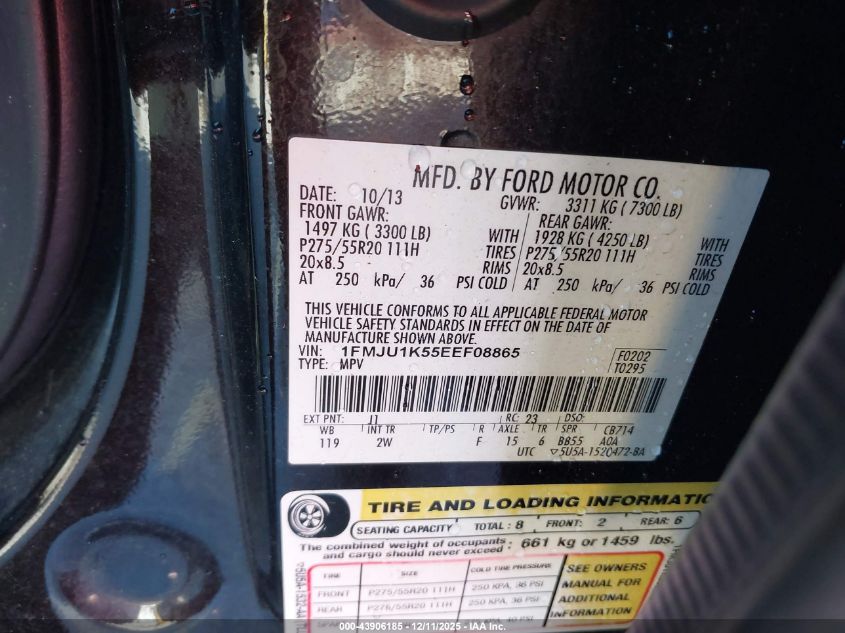 MFD. BY FORD MOTOR CO.
DATE: 10/13 GVWR: 3311 KG ( 7300 LB)
FRONT GAWR: REAR GAWR:
1497 KG ( 3300 LB) WITH 1928 KG ( 4250 LB) WITH
P275/55R20 111H TIRES P275/55R20 111H TIRES
20x8.5 RIMS 20x8.5 RIMS
AT 250 kPa/ 36 PSI COLD AT 250 kPa/ 36 PSI COLD
THIS VEHICLE CONFORMS TO ALL APPLICABLE FEDERAL MOTOR
VEHICLE SAFETY STANDARDS IN EFFECT ON THE DATE OF
MANUFACTURE SHOWN ABOVE.
VIN: 1FMJU1K55EEF08865 F0202
TYPE: MPV T0295
EXT PNT: J1 RC: 23 DSO:
WB INT TR TP/PS R AXLE TR SPR CB714
119 2W F 15 6 B855 AOA
UTC ▽5U5A-1520472-BA
TIRE AND LOADING INFORMATIO
SEATING CAPACITY TOTAL: 8 FRONT: 2 REAR: 6
The combined weight of occupants
and cargo should never exceed : 661 kg or 1459 lbs.
TIRE SIZE COLD TIRE PRESSURE SEE OWNERS
FRONT P275/55R20 111H 250 KPA, 36 PSI MANUAL FOR
REAR P275/55R20 111H 250 KPA, 36 PSI ADDITIONAL
INFORMATION
000-43906185 - 12/11/2025 - IAA Inc.